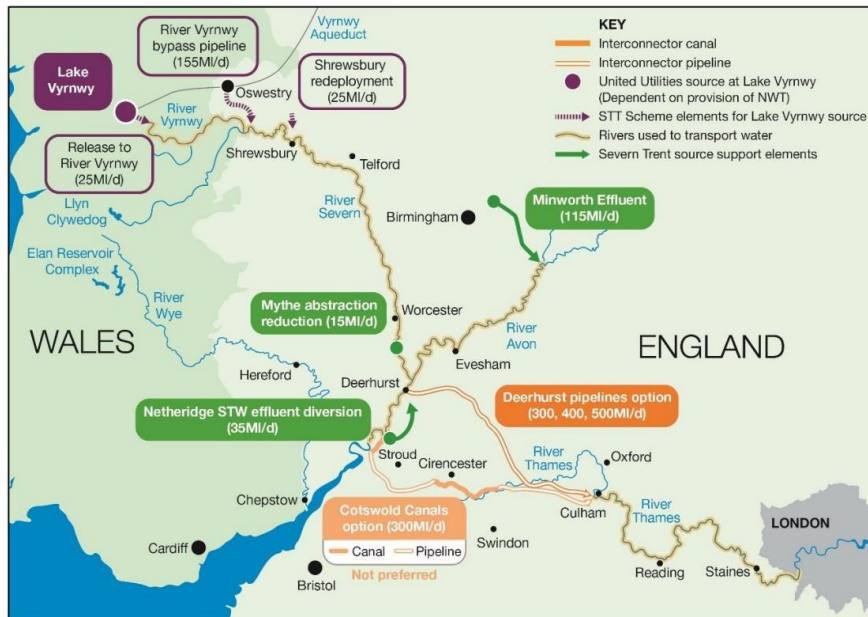 River Vyrnwy
bypass pipeline
(155Ml/d)
Vyrnwy
Aqueduct
Lake
Vyrnwy
Oswestry
Shrewsbury
redeployment
(25Ml/d)
River
Vyrnwy
Release to
River Vyrnwy
(25Ml/d)
Shrewsbury
Telford
Llyn
Clywedog
River
Severn
Birmingham
Minworth Effluent
(115Ml/d)
Elan Reservoir
Complex
River
Wye
Mythe abstraction
reduction (15Ml/d)
Worcester
River
Avon
WALES
ENGLAND
Evesham
Hereford
Deerhurst
Netheridge STW effluent diversion
(35Ml/d)
Deerhurst pipelines option
(300, 400, 500Ml/d)
Stroud
Cirencester
River
Thames
Oxford
Chepstow
Culham
River
Thames
Cotswold Canals
option (300Ml/d)
Canal
Pipeline
Not preferred
Swindon
LONDON
Cardiff
Bristol
Reading
Staines
KEY
Interconnector canal
Interconnector pipeline
United Utilities source at Lake Vyrnwy
(Dependent on provision of NWT)
STT Scheme elements for Lake Vyrnwy source
Rivers used to transport water
Severn Trent source support elements